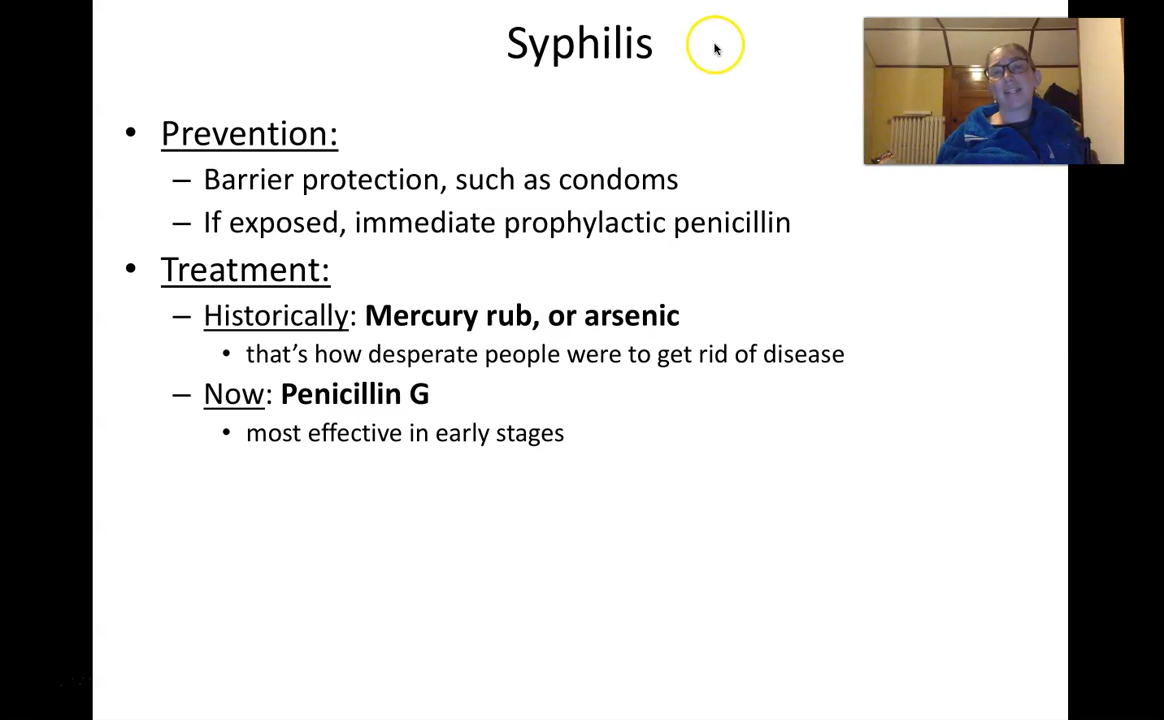 Syphilis
• Prevention:
– Barrier protection, such as condoms
– If exposed, immediate prophylactic penicillin
• Treatment:
– Historically: Mercury rub, or arsenic
• that's how desperate people were to get rid of disease
– Now: Penicillin G
• most effective in early stages